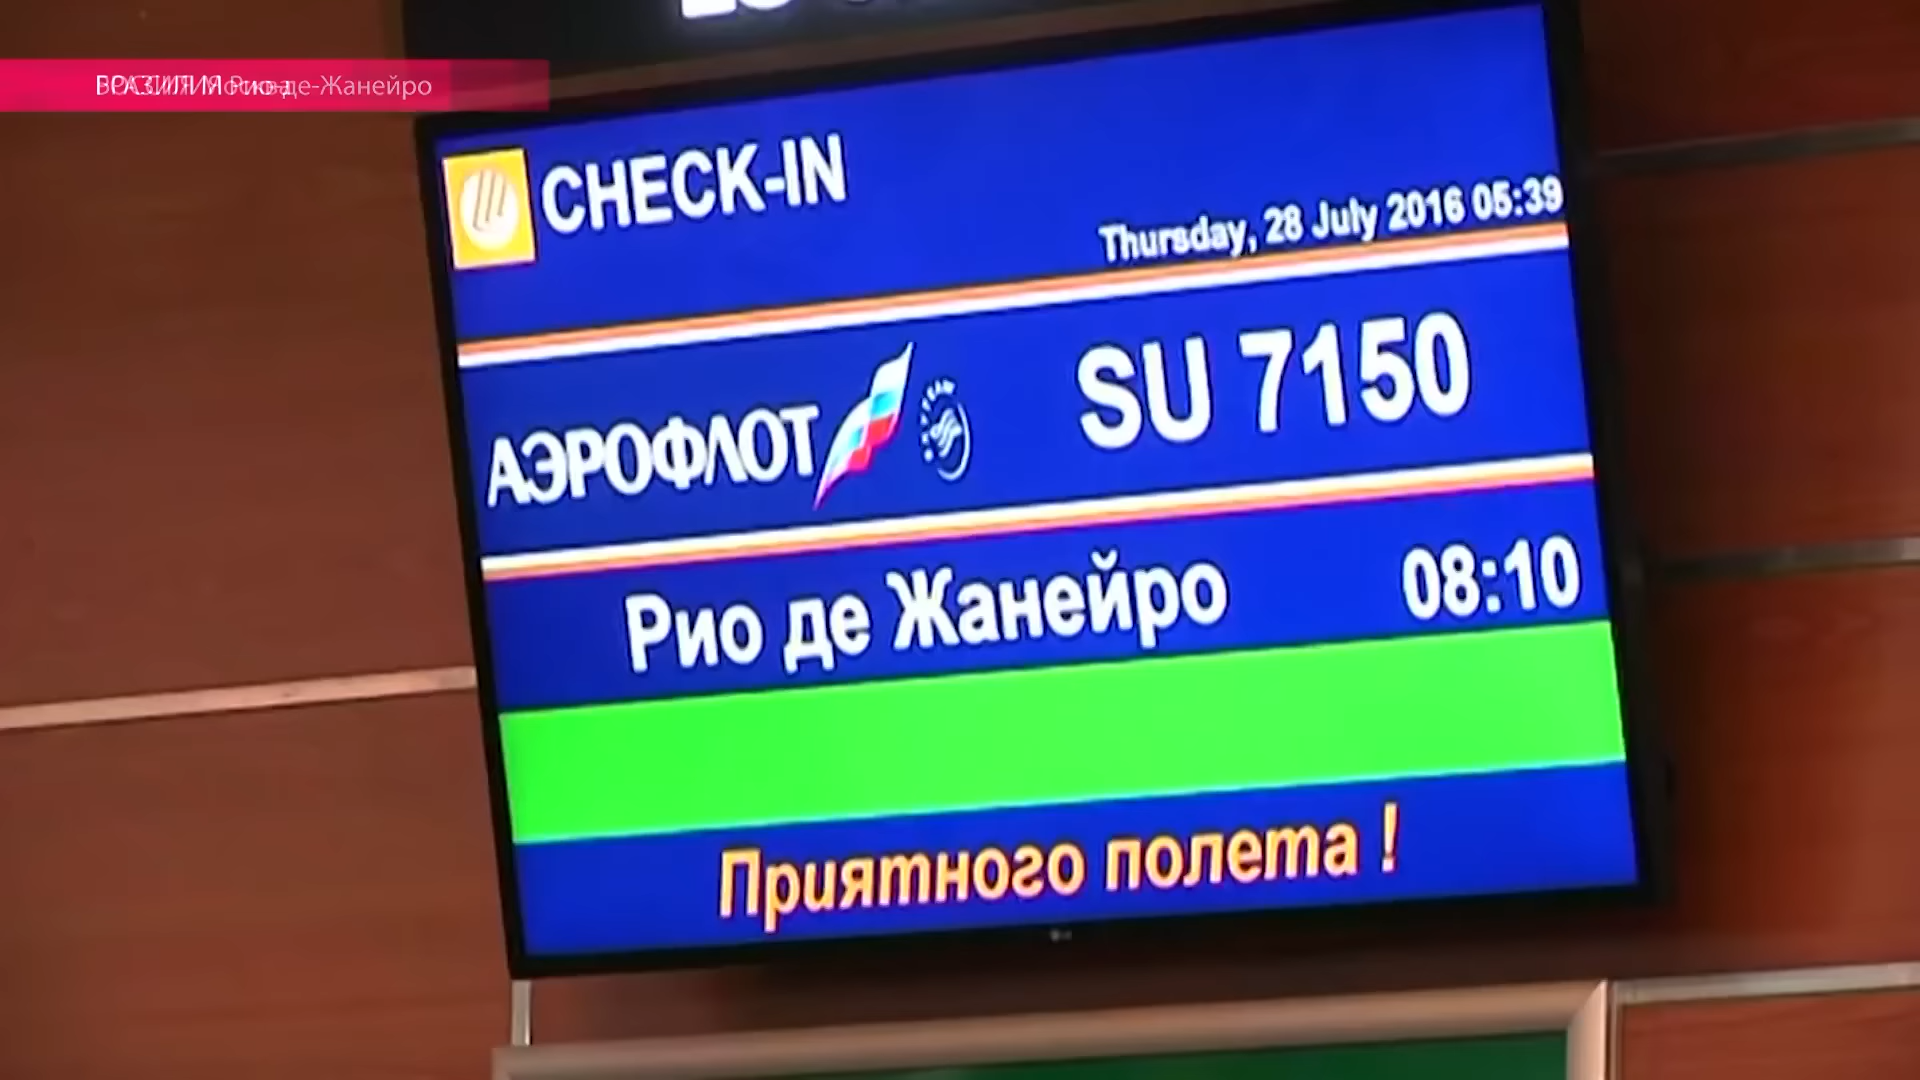 CHECK-IN
Thursday, 28 July 2016 05:39
АЭРОФЛОТ
SU 7150
Рио де Жанейро 08:10
Приятного полета !